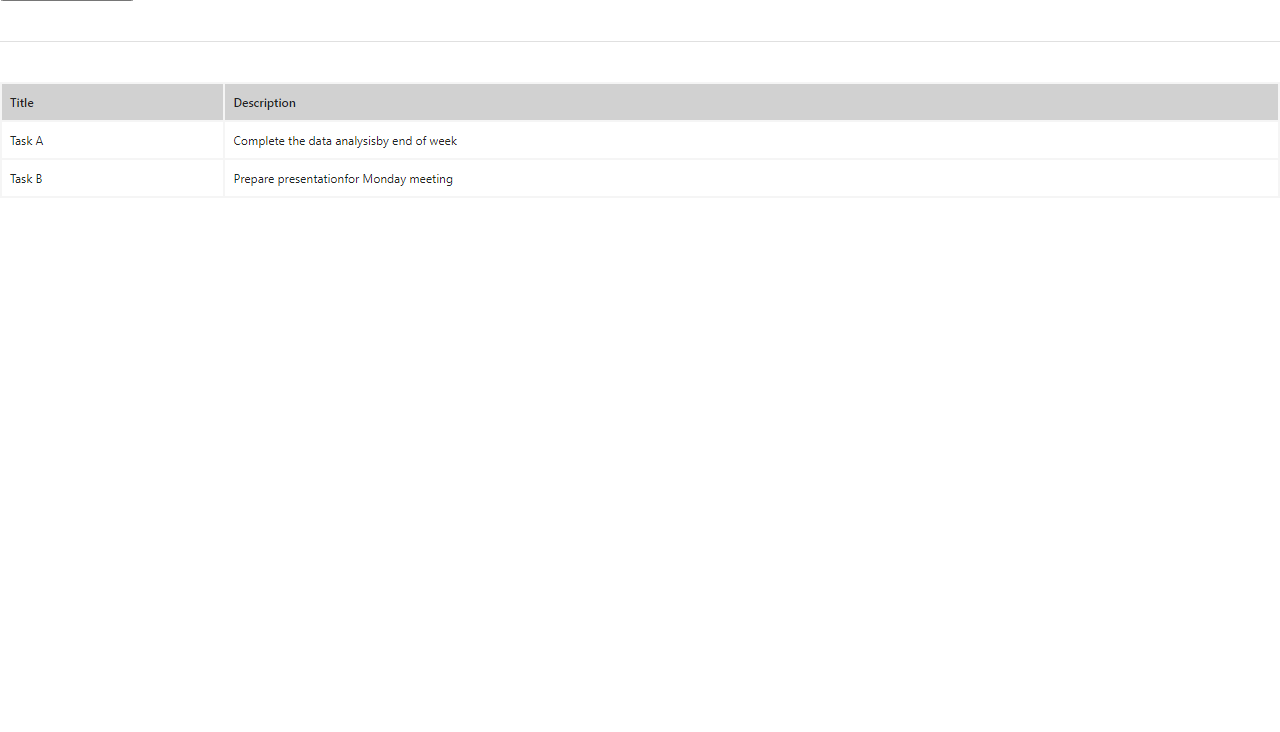 Title Description
Task A Complete the data analysisby end of week
Task B Prepare presentationfor Monday meeting